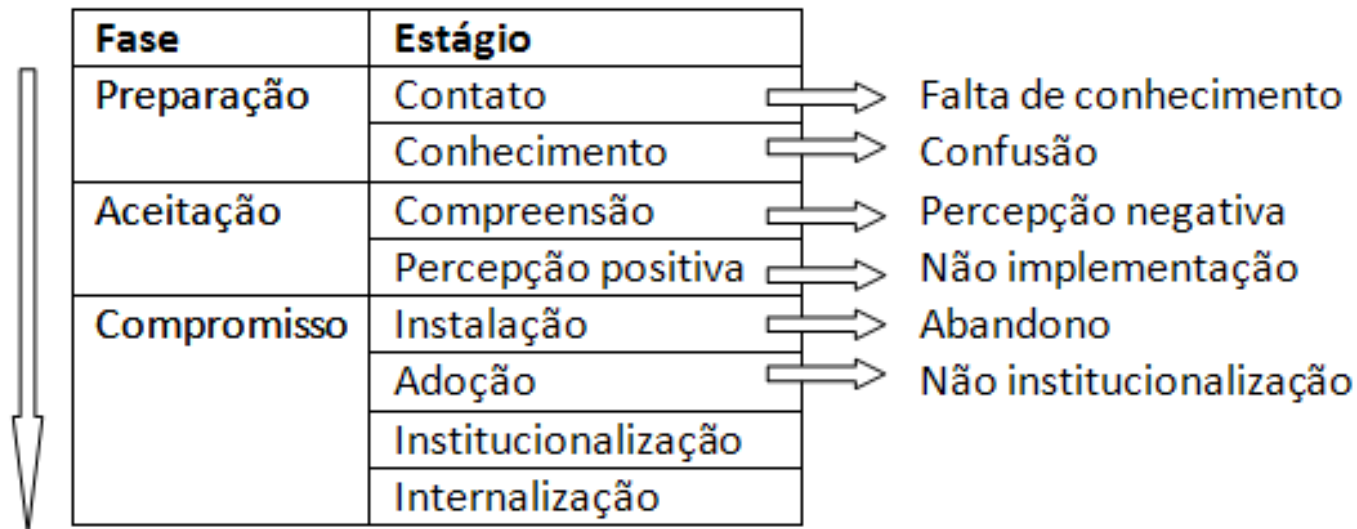 Fase Estágio
Preparação Contato Falta de conhecimento
Conhecimento Confusão
Aceitação Compreensão Percepção negativa
Percepção positiva Não implementação
Compromisso Instalação Abandono
Adoção Não institucionalização
Institucionalização
Internalização